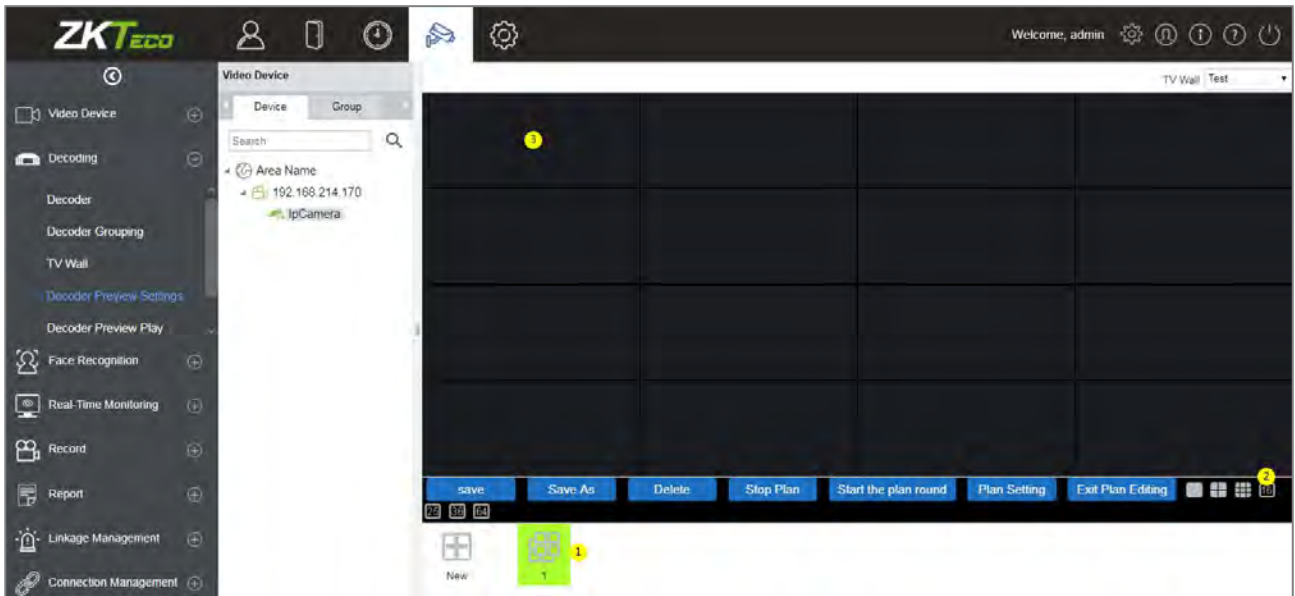 ZKTECO
Welcome, admin
Video Device
Decoding
Decoder
Decoder Grouping
TV Wall
Decoder Preview Settings
Decoder Preview Play
Face Recognition
Real-Time Monitoring
Record
Report
Linkage Management
Connection Management
Video Device
Device Group
Search
Area Name
192.168.214.170
IpCamera
TV Wall Test
3
2
save Save As Delete Stop Plan Start the plan round Plan Setting Exit Plan Editing 16
25 36 64
1
New 1